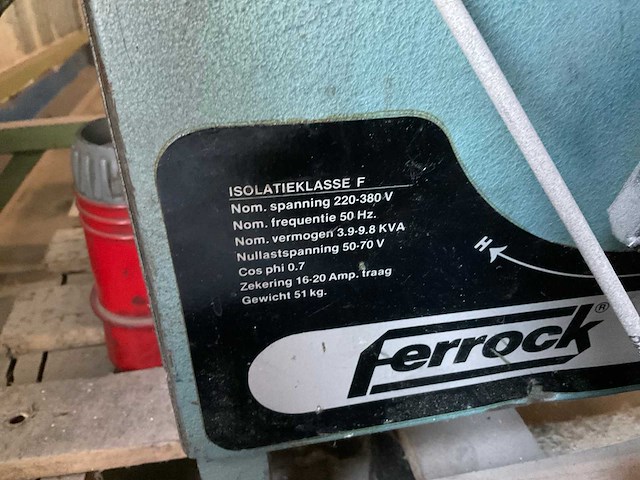 ISOLATIEKLASSE F
Nom. spanning 220-380 V
Nom. frequentie 50 Hz.
Nom. vermogen 3.9-9.8 KVA
Nullastspanning 50-70 V
Cos phi 0.7
Zekering 16-20 Amp. traag
Gewicht 51 kg.
H
Ferrock®